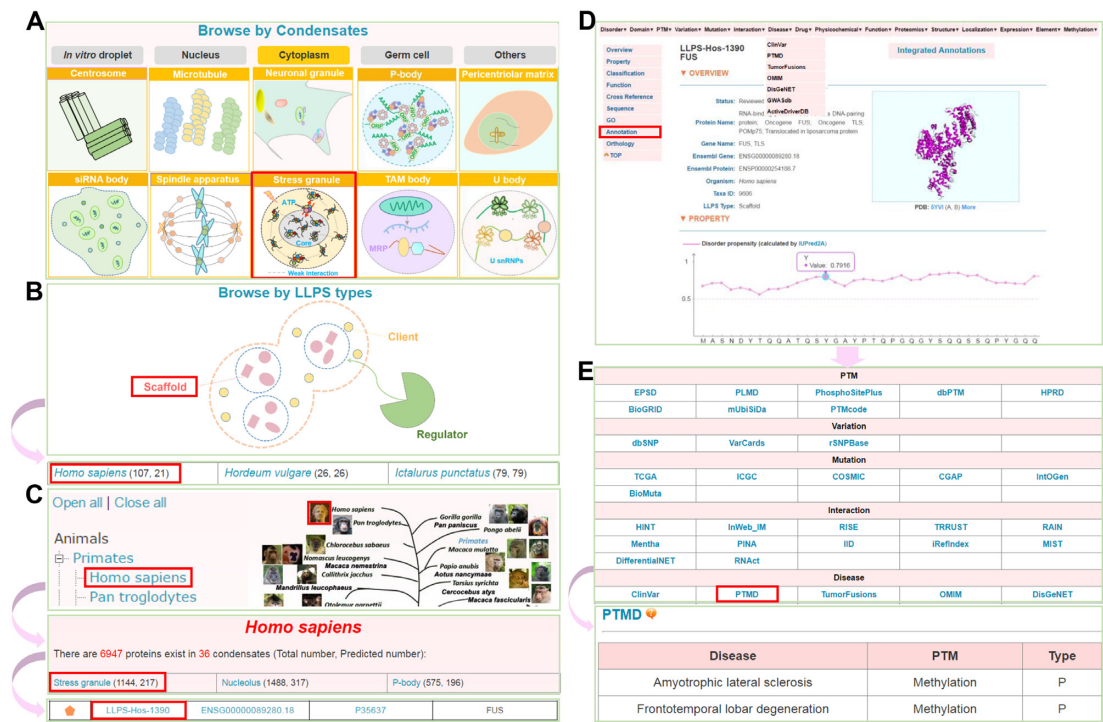 A
Browse by Condensates
In vitro droplet
Nucleus
Cytoplasm
Germ cell
Others
Centrosome
Microtubule
Neuronal granule
P-body
Pericentriolar matrix
ORF
ORF
siRNA body
Spindle apparatus
Stress granule
TAM body
U body
ATP
Core
Weak interaction
MRP
U snRNPs
B
Browse by LLPS types
Client
Scaffold
Regulator
Homo sapiens (107, 21)
Hordeum vulgare (26, 26)
Ictalurus punctatus (79, 79)
C
Open all | Close all
Animals
Primates
Homo sapiens
Pan troglodytes
Homo sapiens
Pan troglodytes
Gorilla gorilla
Pan paniscus
Pongo abelii
Chlorocebus sabaeus
Primates
Macaca mulatta
Nomascus leucogenys
Macaca nemestrina
Papio anubis
Callithrix jacchus
Aotus nancymaae
Tarsius syrichta
Mandrillus leucophaeus
Cercocebus atys
Otolemur garnettii
Macaca fascicularis
Homo sapiens
There are 6947 proteins exist in 36 condensates (Total number, Predicted number):
Stress granule (1144, 217)
Nucleolus (1488, 317)
P-body (575, 196)
LLPS-Hos-1390
ENSG00000089280.18
P35637
FUS
D
Disorder Domain PTM Variation Mutation Interaction Disease Drug Physicochemical Function Proteomics Structure Localization Expression Element Methylation
Overview
Property
Classification
Function
Cross Reference
Sequence
GO
Annotation
Orthology
TOP
LLPS-Hos-1390
FUS
OVERVIEW
ClinVar
PTMD
TumorFusions
OMIM
DisGeNET
GWASdb
ActiveDriverDB
Integrated Annotations
Status: Reviewed
Protein Name: RNA-bind s DNA-pairing
protein, Oncogene FUS, Oncogene TLS,
POMp75, Translocated in liposarcoma protein
Gene Name: FUS, TLS
Ensembl Gene: ENSG00000089280.18
Ensembl Protein: ENSP00000254108.7
Organism: Homo sapiens
Taxa ID: 9606
LLPS Type: Scaffold
PDB: 5YVI (A, B) More
PROPERTY
Disorder propensity (calculated by IUPred2A)
Y
Value: 0.7916
1
0.5
M A S N D Y T Q Q A T Q S Y G A Y P T Q P G Q G Y S Q Q S S Q P Y G Q Q
E
PTM
EPSD PLMD PhosphoSitePlus dbPTM HPRD
BioGRID mUbiSiDa PTMcode
Variation
dbSNP VarCards rSNPBase
Mutation
TCGA ICGC COSMIC CGAP IntOGen
BioMuta
Interaction
HINT InWeb_IM RISE TRRUST RAIN
Mentha PINA IID iRefIndex MIST
DifferentialNET RNAct
Disease
ClinVar PTMD TumorFusions OMIM DisGeNET
PTMD
Disease PTM Type
Amyotrophic lateral sclerosis Methylation P
Frontotemporal lobar degeneration Methylation P